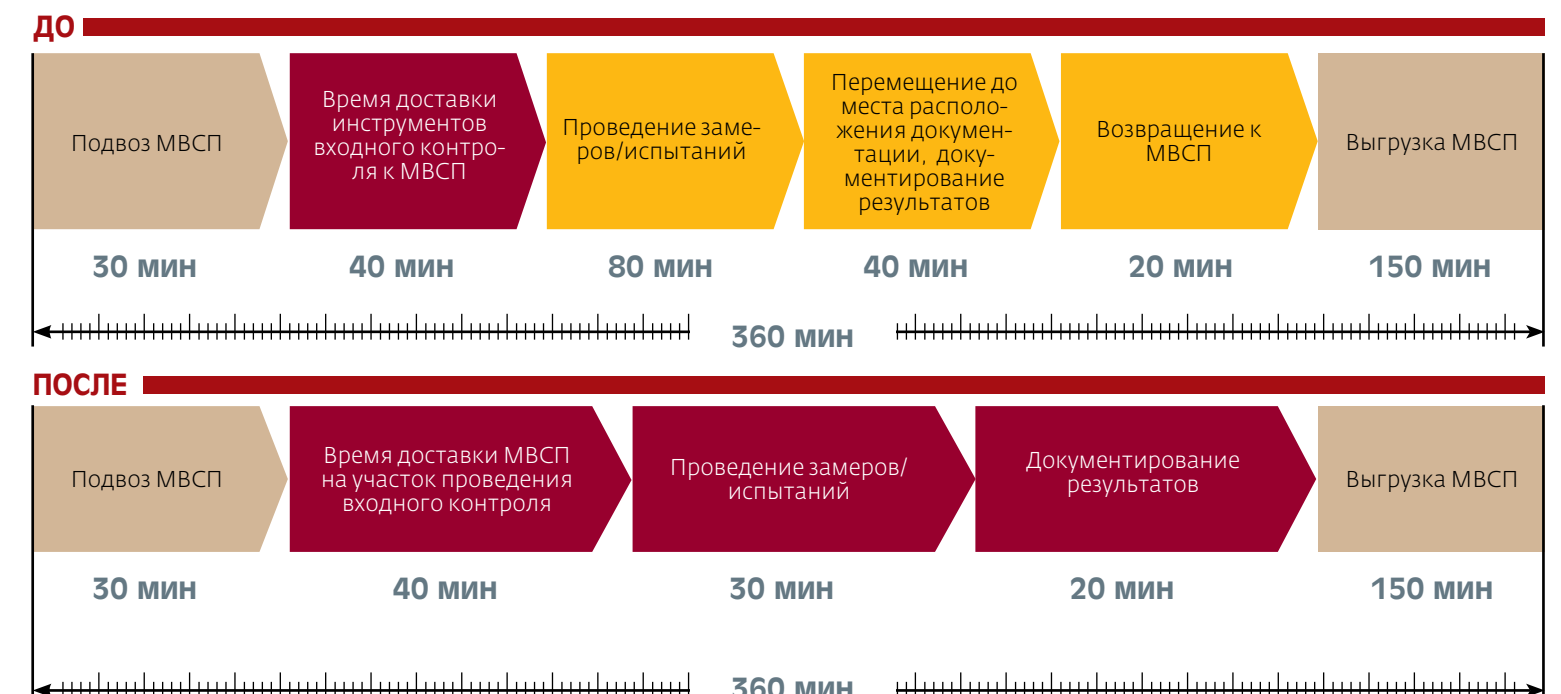 ДО
Подвоз МВСП
Время доставки
инструментов
входного контро-
ля к МВСП
Проведение заме-
ров/испытаний
Перемещение до
места располо-
жения докумен-
тации, доку-
ментирование
результатов
Возвращение к
МВСП
Выгрузка МВСП
30 мин
40 мин
80 мин
40 мин
20 мин
150 мин
360 мин
ПОСЛЕ
Подвоз МВСП
Время доставки МВСП
на участок проведения
входного контроля
Проведение замеров/
испытаний
Документирование
результатов
Выгрузка МВСП
30 мин
40 мин
30 мин
20 мин
150 мин
360 мин